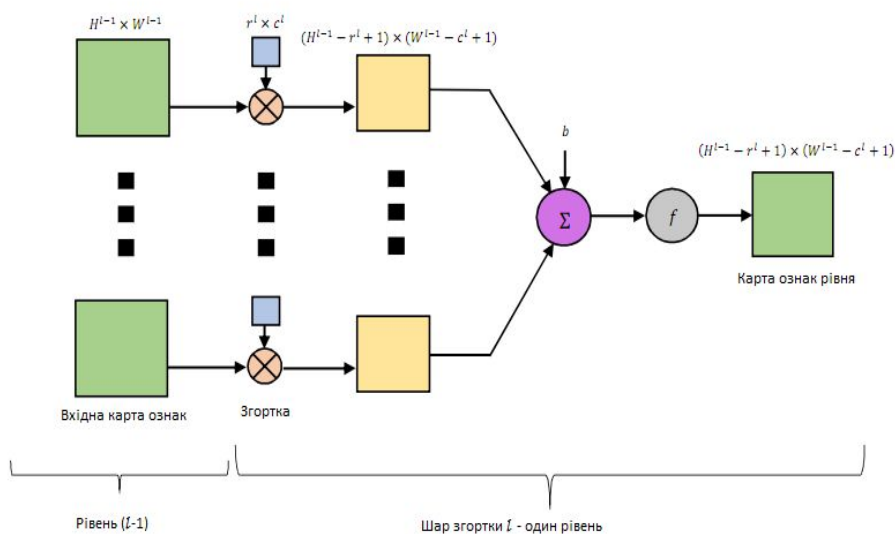 H^{l-1} × W^{l-1}
r^l × c^l
(H^{l-1} − r^l + 1) × (W^{l-1} − c^l + 1)
b
(H^{l-1} − r^l + 1) × (W^{l-1} − c^l + 1)
Σ
f
Карта ознак рівня
Вхідна карта ознак
Згортка
Рівень (l-1)
Шар згортки l - один рівень